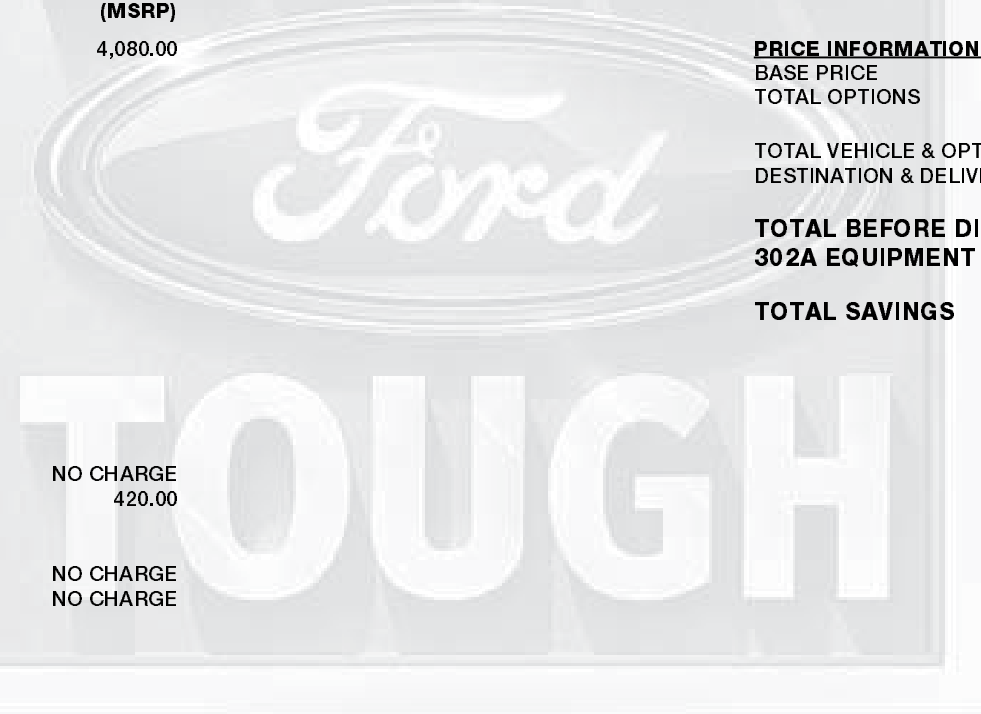 (MSRP)
4,080.00
PRICE INFORMATION
BASE PRICE
TOTAL OPTIONS
TOTAL VEHICLE & OPT
DESTINATION & DELIV
TOTAL BEFORE DI
302A EQUIPMENT
TOTAL SAVINGS
Ford
TOUGH
NO CHARGE
420.00
NO CHARGE
NO CHARGE